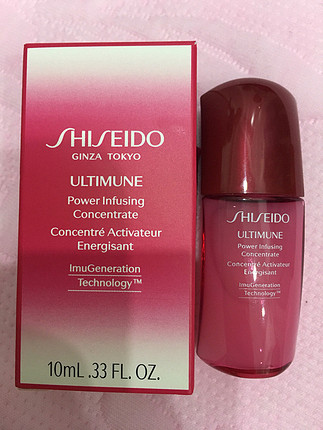 SHISEIDO
GINZA TOKYO
ULTIMUNE
Power Infusing
Concentrate
Concentré Activateur
Energisant
ImuGeneration
Technology™
10mL .33 FL. OZ.
SHISEIDO
ULTIMUNE
Power Infusing
Concentrate
Concentré Activateur
Energisant
ImuGeneration
Technology™